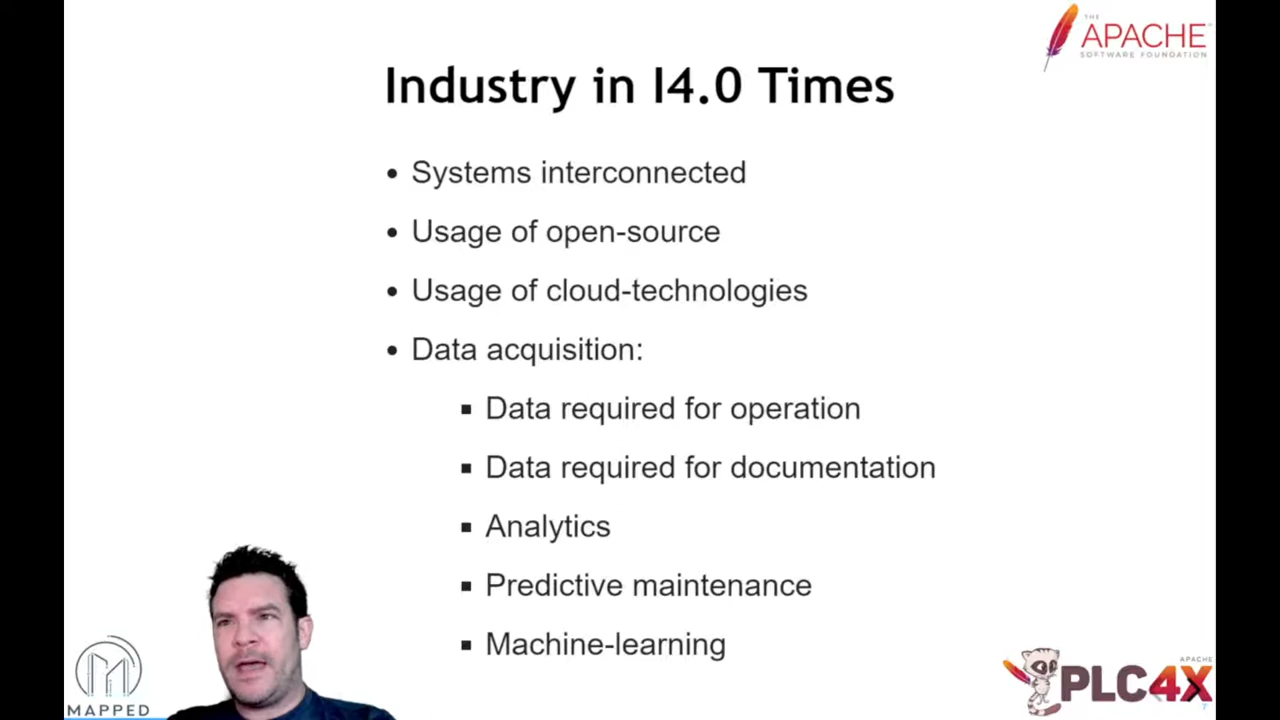 THE
APACHE
SOFTWARE FOUNDATION
Industry in I4.0 Times
• Systems interconnected
• Usage of open-source
• Usage of cloud-technologies
• Data acquisition:
▪ Data required for operation
▪ Data required for documentation
▪ Analytics
▪ Predictive maintenance
▪ Machine-learning
MAPPED
APACHE
PLC4X
7